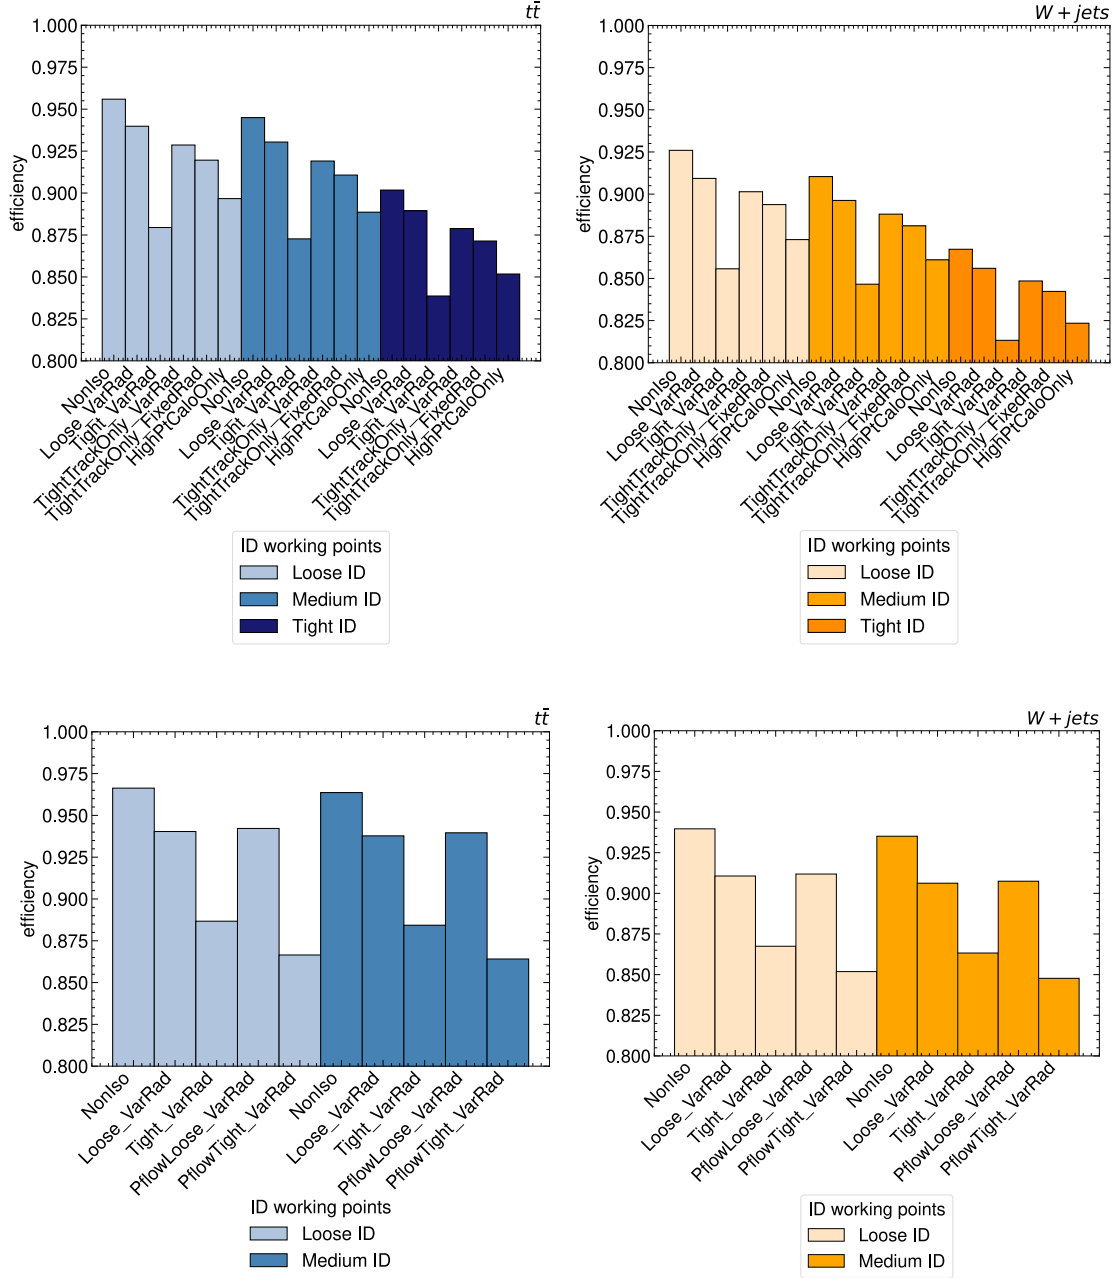 tt̄
1.000
0.975
0.950
0.925
0.900
0.875
0.850
0.825
0.800
efficiency
NonIso
Loose_VarRad
Tight_VarRad
TightTrackOnly_VarRad
TightTrackOnly_FixedRad
HighPtCaloOnly
NonIso
Loose_VarRad
Tight_VarRad
TightTrackOnly_VarRad
TightTrackOnly_FixedRad
HighPtCaloOnly
NonIso
Loose_VarRad
Tight_VarRad
TightTrackOnly_VarRad
TightTrackOnly_FixedRad
HighPtCaloOnly
ID working points
Loose ID
Medium ID
Tight ID
W + jets
1.000
0.975
0.950
0.925
0.900
0.875
0.850
0.825
0.800
efficiency
NonIso
Loose_VarRad
Tight_VarRad
TightTrackOnly_VarRad
TightTrackOnly_FixedRad
HighPtCaloOnly
NonIso
Loose_VarRad
Tight_VarRad
TightTrackOnly_VarRad
TightTrackOnly_FixedRad
HighPtCaloOnly
NonIso
Loose_VarRad
Tight_VarRad
TightTrackOnly_VarRad
TightTrackOnly_FixedRad
HighPtCaloOnly
ID working points
Loose ID
Medium ID
Tight ID
tt̄
1.000
0.975
0.950
0.925
0.900
0.875
0.850
0.825
0.800
efficiency
NonIso
Loose_VarRad
Tight_VarRad
PflowLoose_VarRad
PflowTight_VarRad
NonIso
Loose_VarRad
Tight_VarRad
PflowLoose_VarRad
PflowTight_VarRad
ID working points
Loose ID
Medium ID
W + jets
1.000
0.975
0.950
0.925
0.900
0.875
0.850
0.825
0.800
efficiency
NonIso
Loose_VarRad
Tight_VarRad
PflowLoose_VarRad
PflowTight_VarRad
NonIso
Loose_VarRad
Tight_VarRad
PflowLoose_VarRad
PflowTight_VarRad
ID working points
Loose ID
Medium ID